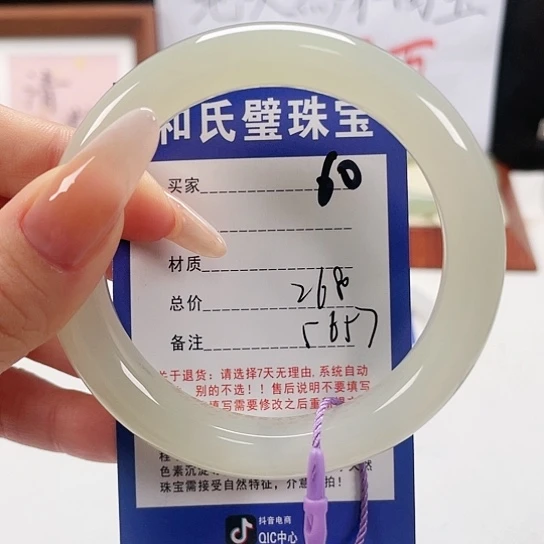 和氏璧珠宝
买家 60
材质
总价 268
备注 5657
关于退货：请选择7天无理由，系统自动
别的不选！！售后说明不要填写
填写需要修改之后重
色素沉淀
珠宝需接受自然特征，介意 拍！
抖音电商
QIC中心
清